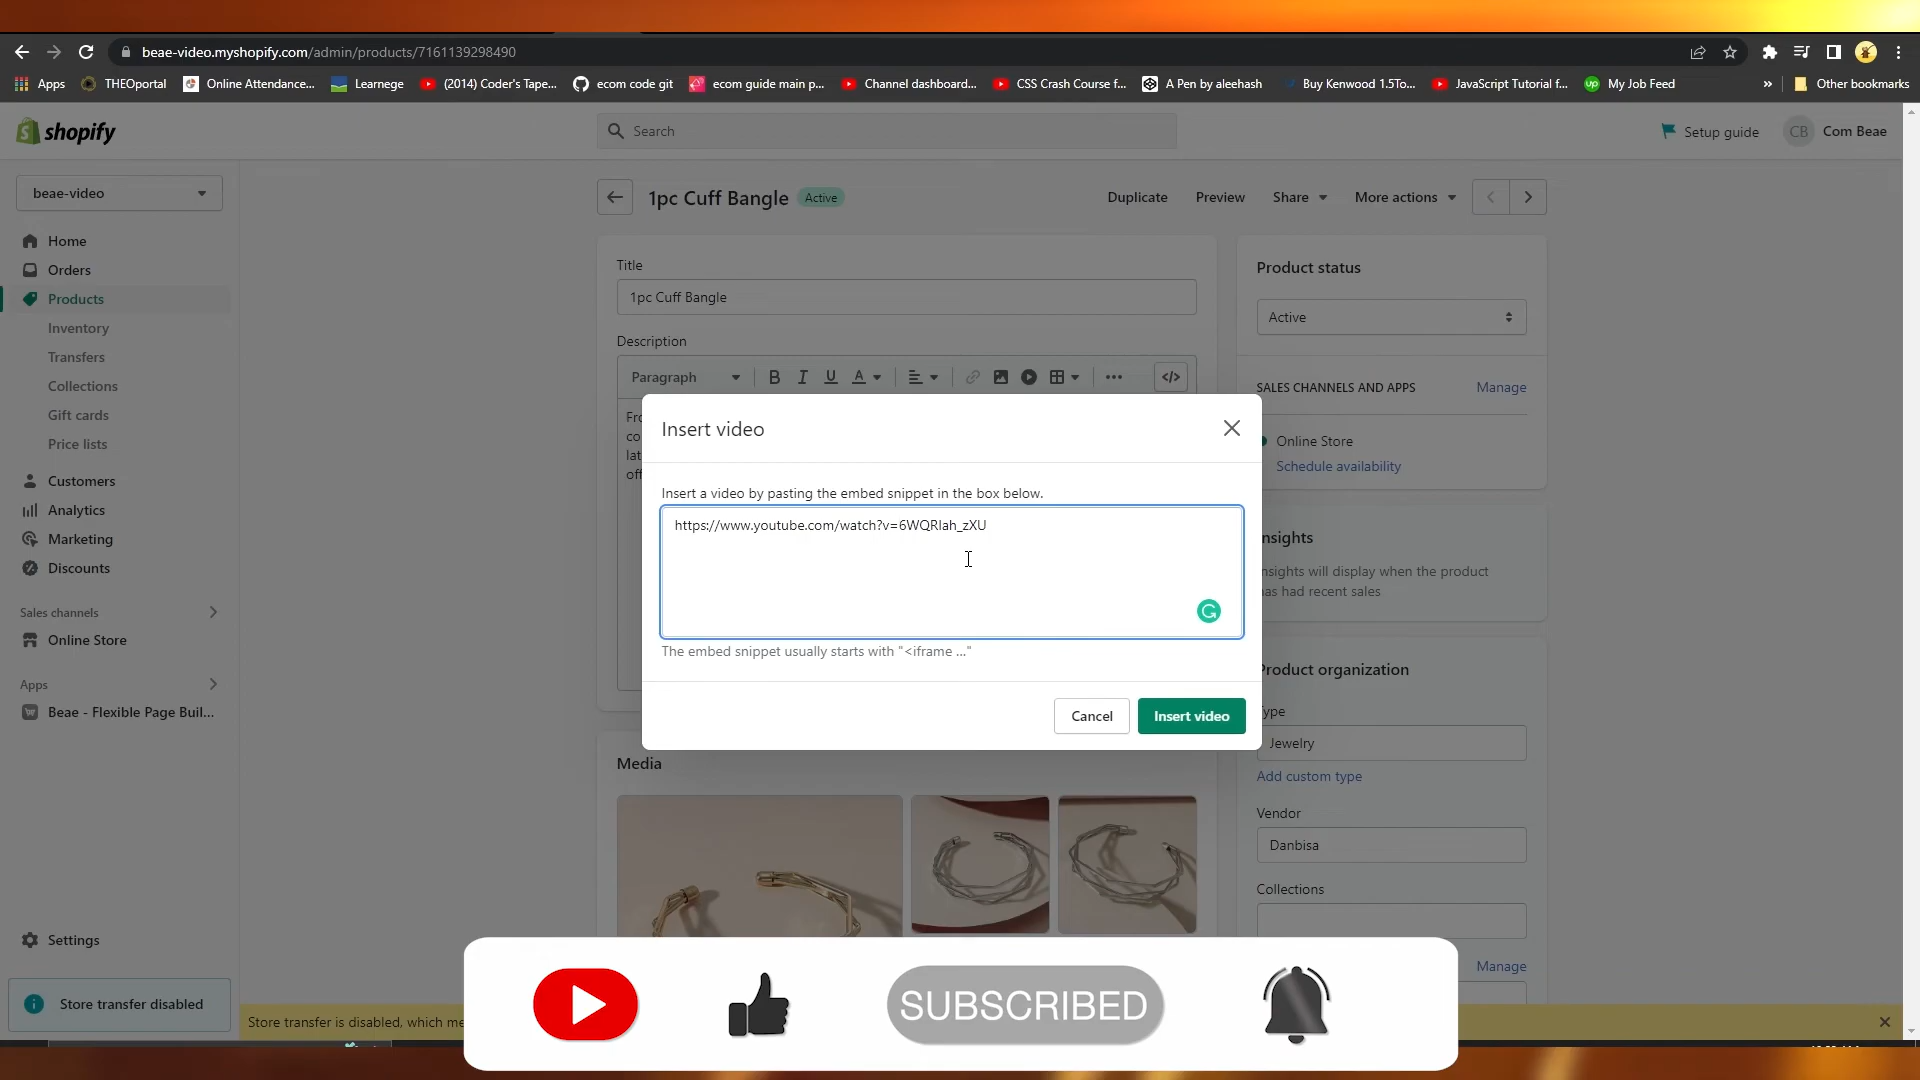 beae-video.myshopify.com/admin/products/7161139298490
Apps
THEOportal
Online Attendance...
Learnege
(2014) Coder's Tape...
ecom code git
ecom guide main p...
Channel dashboard...
CSS Crash Course f...
A Pen by aleehash
Buy Kenwood 1.5To...
JavaScript Tutorial f...
My Job Feed
»
Other bookmarks
shopify
Search
Setup guide
CB
Com Beae
beae-video
Home
Orders
Products
Inventory
Transfers
Collections
Gift cards
Price lists
Customers
Analytics
Marketing
Discounts
Sales channels
Online Store
Apps
Beae - Flexible Page Buil...
Settings
Store transfer disabled
1pc Cuff Bangle
Active
Duplicate
Preview
Share
More actions
Title
1pc Cuff Bangle
Description
Paragraph
B I U A
</>
Fro
co
lat
off
Insert video
Insert a video by pasting the embed snippet in the box below.
https://www.youtube.com/watch?v=6WQRlah_zXU
The embed snippet usually starts with "<iframe ..."
Cancel
Insert video
Media
Product status
Active
SALES CHANNELS AND APPS
Manage
Online Store
Schedule availability
nsights
nsights will display when the product
as had recent sales
Product organization
Type
Jewelry
Add custom type
Vendor
Danbisa
Collections
Manage
Store transfer is disabled, which me
SUBSCRIBED